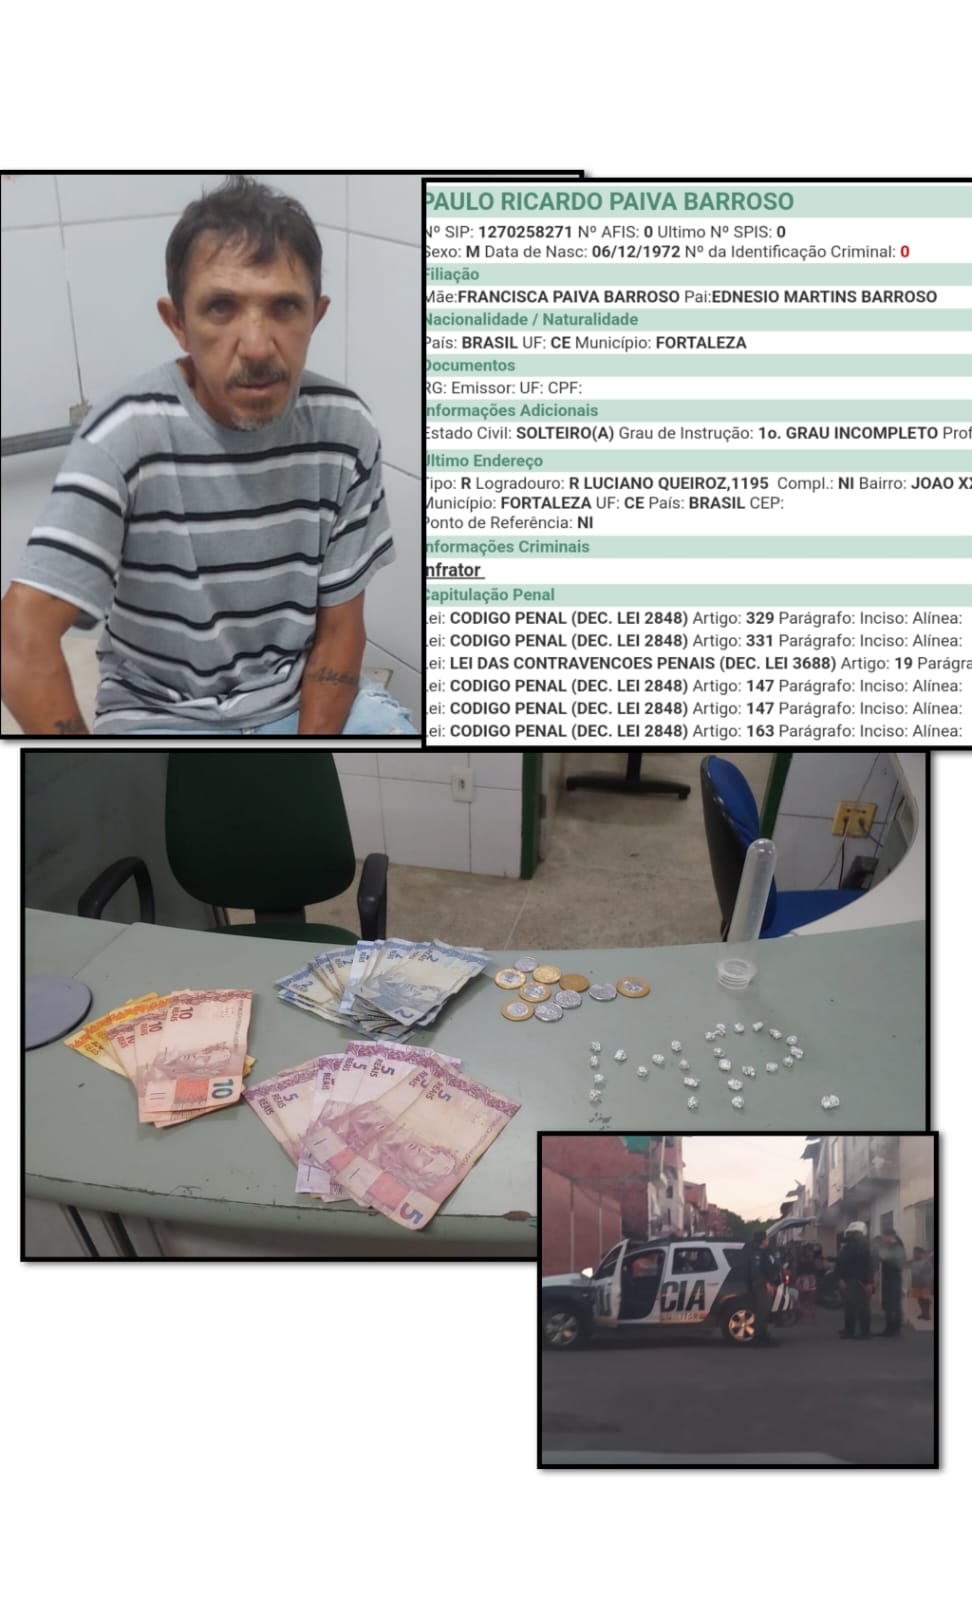 PAULO RICARDO PAIVA BARROSO
Nº SIP: 1270258271 Nº AFIS: 0 Ultimo Nº SPIS: 0
Sexo: M Data de Nasc: 06/12/1972 Nº da Identificação Criminal: 0
Filiação
Mãe:FRANCISCA PAIVA BARROSO Pai:EDNESIO MARTINS BARROSO
Nacionalidade / Naturalidade
País: BRASIL UF: CE Município: FORTALEZA
Documentos
RG: Emissor: UF: CPF:
nformações Adicionais
Estado Civil: SOLTEIRO(A) Grau de Instrução: 1o. GRAU INCOMPLETO Prof
Último Endereço
Tipo: R Logradouro: R LUCIANO QUEIROZ,1195 Compl.: NI Bairro: JOAO XX
Município: FORTALEZA UF: CE País: BRASIL CEP:
Ponto de Referência: NI
nformações Criminais
nfrator
Capitulação Penal
Lei: CODIGO PENAL (DEC. LEI 2848) Artigo: 329 Parágrafo: Inciso: Alínea:
Lei: CODIGO PENAL (DEC. LEI 2848) Artigo: 331 Parágrafo: Inciso: Alínea:
Lei: LEI DAS CONTRAVENCOES PENAIS (DEC. LEI 3688) Artigo: 19 Parágra
Lei: CODIGO PENAL (DEC. LEI 2848) Artigo: 147 Parágrafo: Inciso: Alínea:
Lei: CODIGO PENAL (DEC. LEI 2848) Artigo: 147 Parágrafo: Inciso: Alínea:
Lei: CODIGO PENAL (DEC. LEI 2848) Artigo: 163 Parágrafo: Inciso: Alínea:
10 REAIS
10
5 REAIS
5
2
CIA